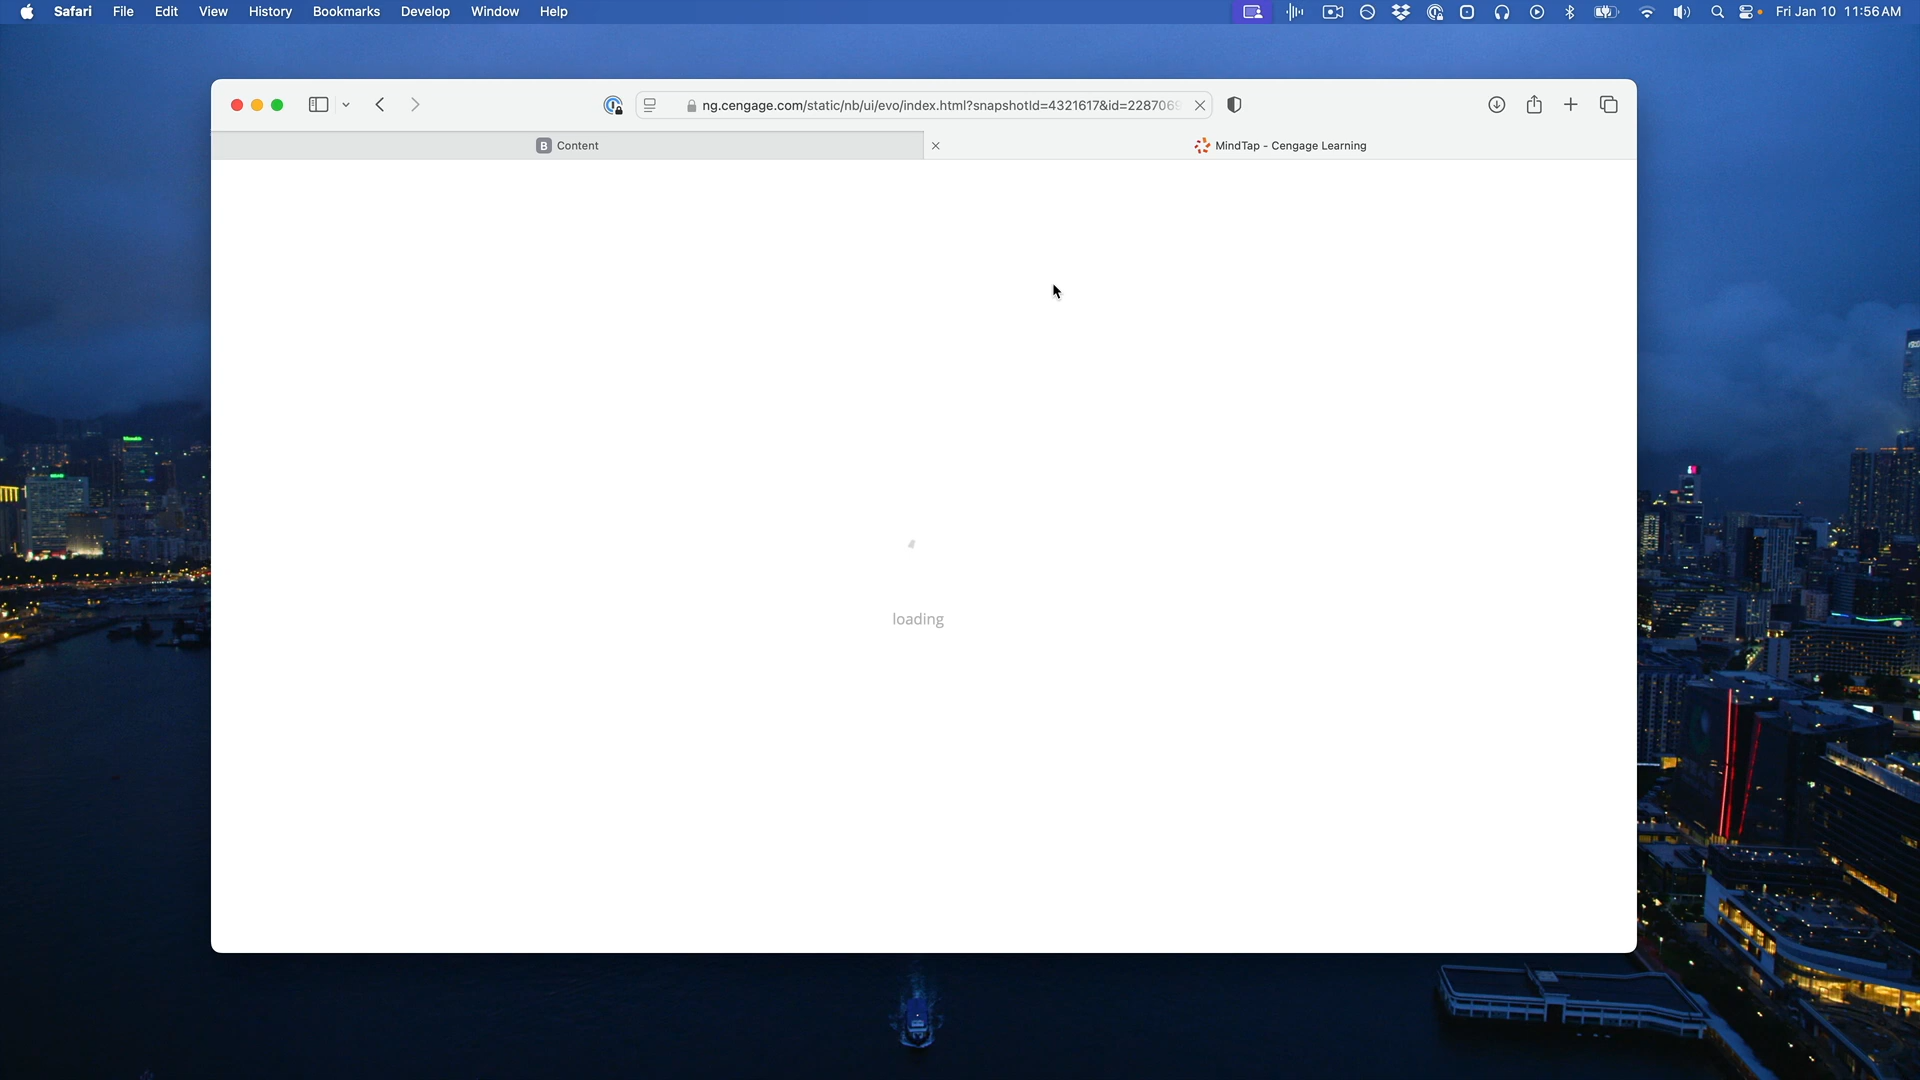 Safari File Edit View History Bookmarks Develop Window Help Fri Jan 10 11:56 AM
ng.cengage.com/static/nb/ui/evo/index.html?snapshotId=4321617&id=228706
B Content
MindTap - Cengage Learning
loading